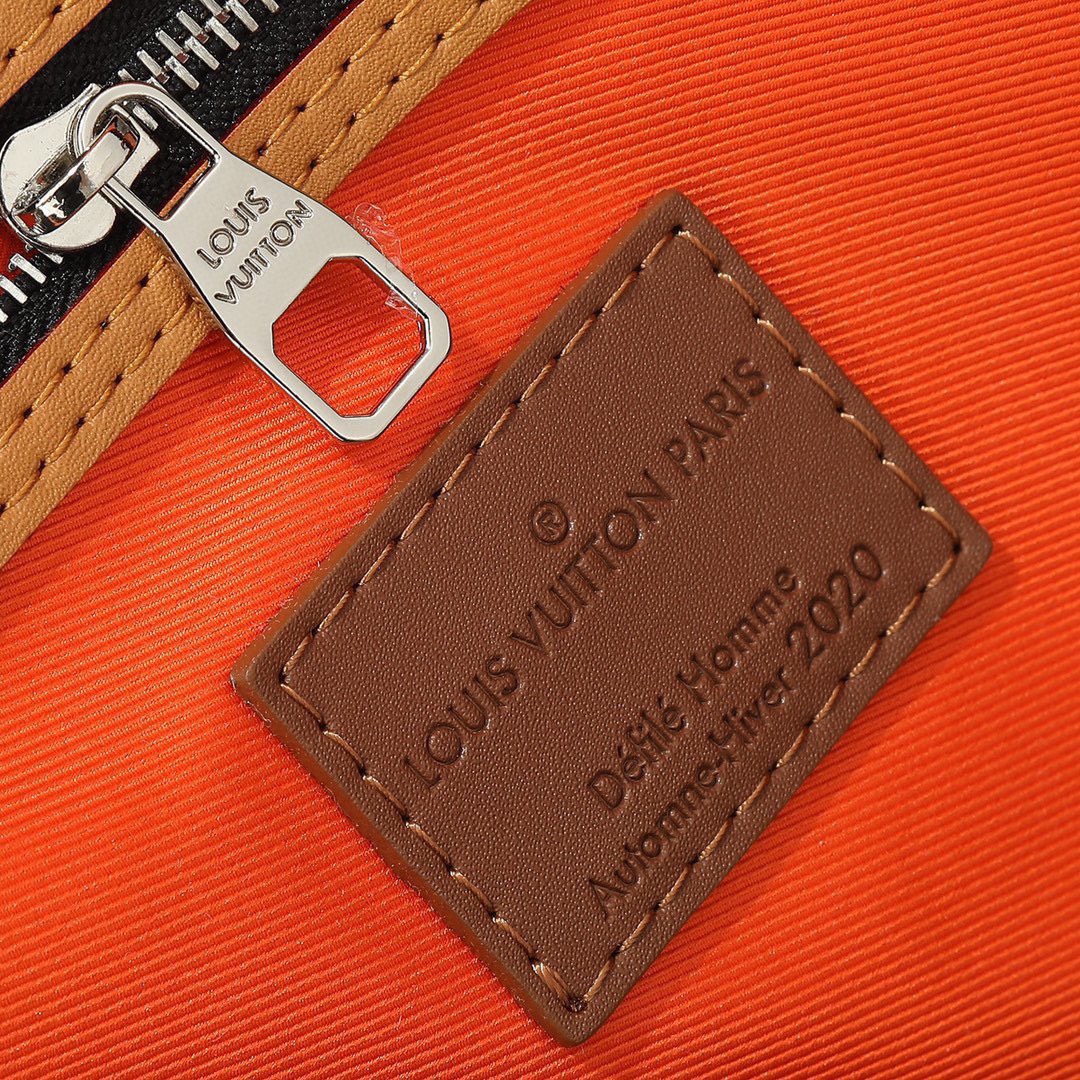 LOUIS
VUITTON
®
LOUIS VUITTON PARIS
Défilé Homme
Automne-Hiver 2020